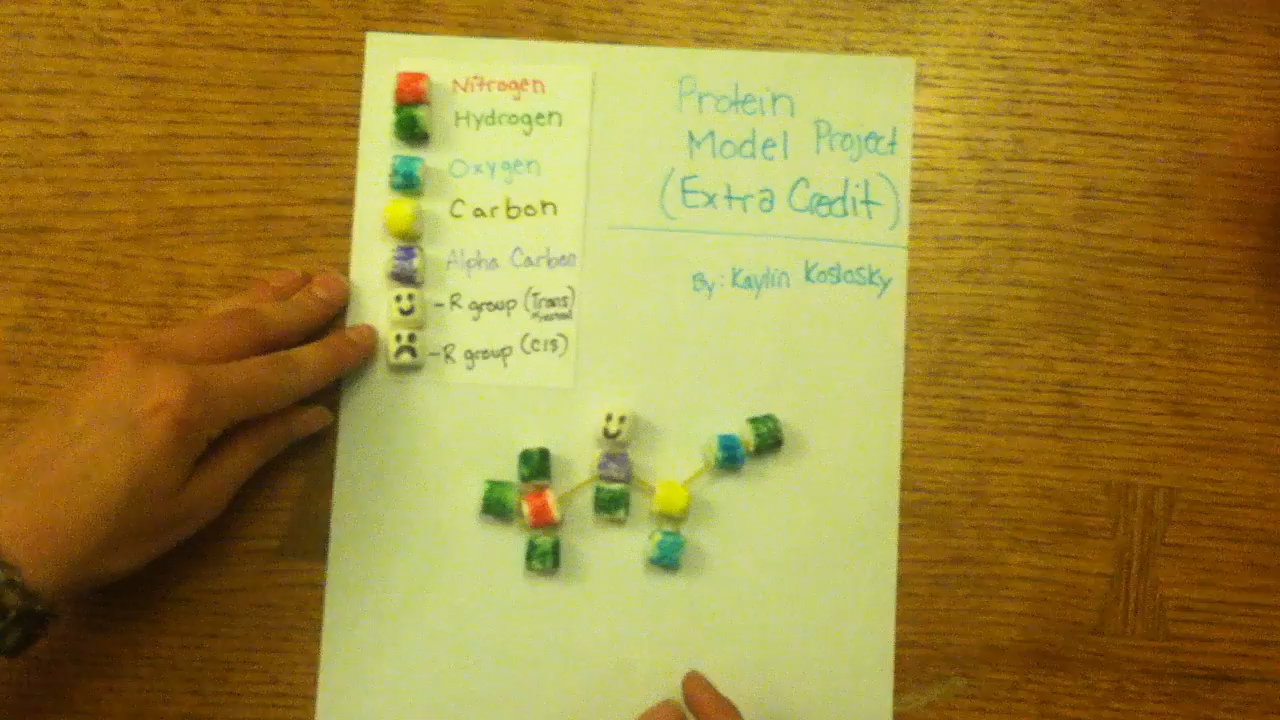 Nitrogen
Hydrogen
Oxygen
Carbon
Alpha Carbon
-R group (Trans)
-R group (cis)
Protein
Model Project
(Extra Credit)
By: Kaylin Koslosky